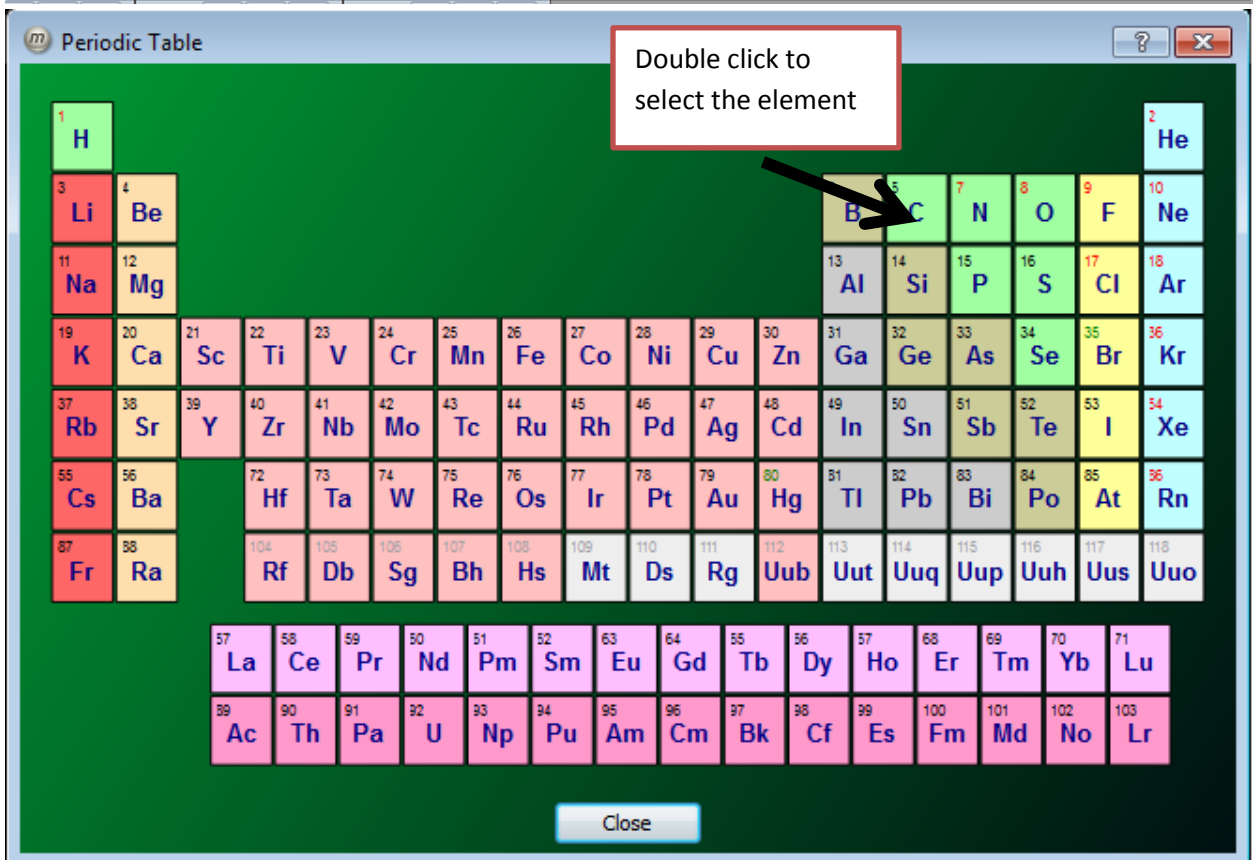 Periodic Table
?
x
Double click to
select the element
1 2
H He
3 4 5 7 8 9 10
Li Be B C N O F Ne
11 12 13 14 15 16 17 18
Na Mg Al Si P S Cl Ar
19 20 21 22 23 24 25 26 27 28 29 30 31 32 33 34 35 36
K Ca Sc Ti V Cr Mn Fe Co Ni Cu Zn Ga Ge As Se Br Kr
37 38 39 40 41 42 43 44 45 46 47 48 49 50 51 52 53 54
Rb Sr Y Zr Nb Mo Tc Ru Rh Pd Ag Cd In Sn Sb Te I Xe
55 56 72 73 74 75 76 77 78 79 80 81 82 83 84 85 86
Cs Ba Hf Ta W Re Os Ir Pt Au Hg Tl Pb Bi Po At Rn
87 88 104 105 106 107 108 109 110 111 112 113 114 115 116 117 118
Fr Ra Rf Db Sg Bh Hs Mt Ds Rg Uub Uut Uuq Uup Uuh Uus Uuo
57 58 59 60 61 62 63 64 65 66 67 68 69 70 71
La Ce Pr Nd Pm Sm Eu Gd Tb Dy Ho Er Tm Yb Lu
89 90 91 92 93 94 95 96 97 98 99 100 101 102 103
Ac Th Pa U Np Pu Am Cm Bk Cf Es Fm Md No Lr
Close